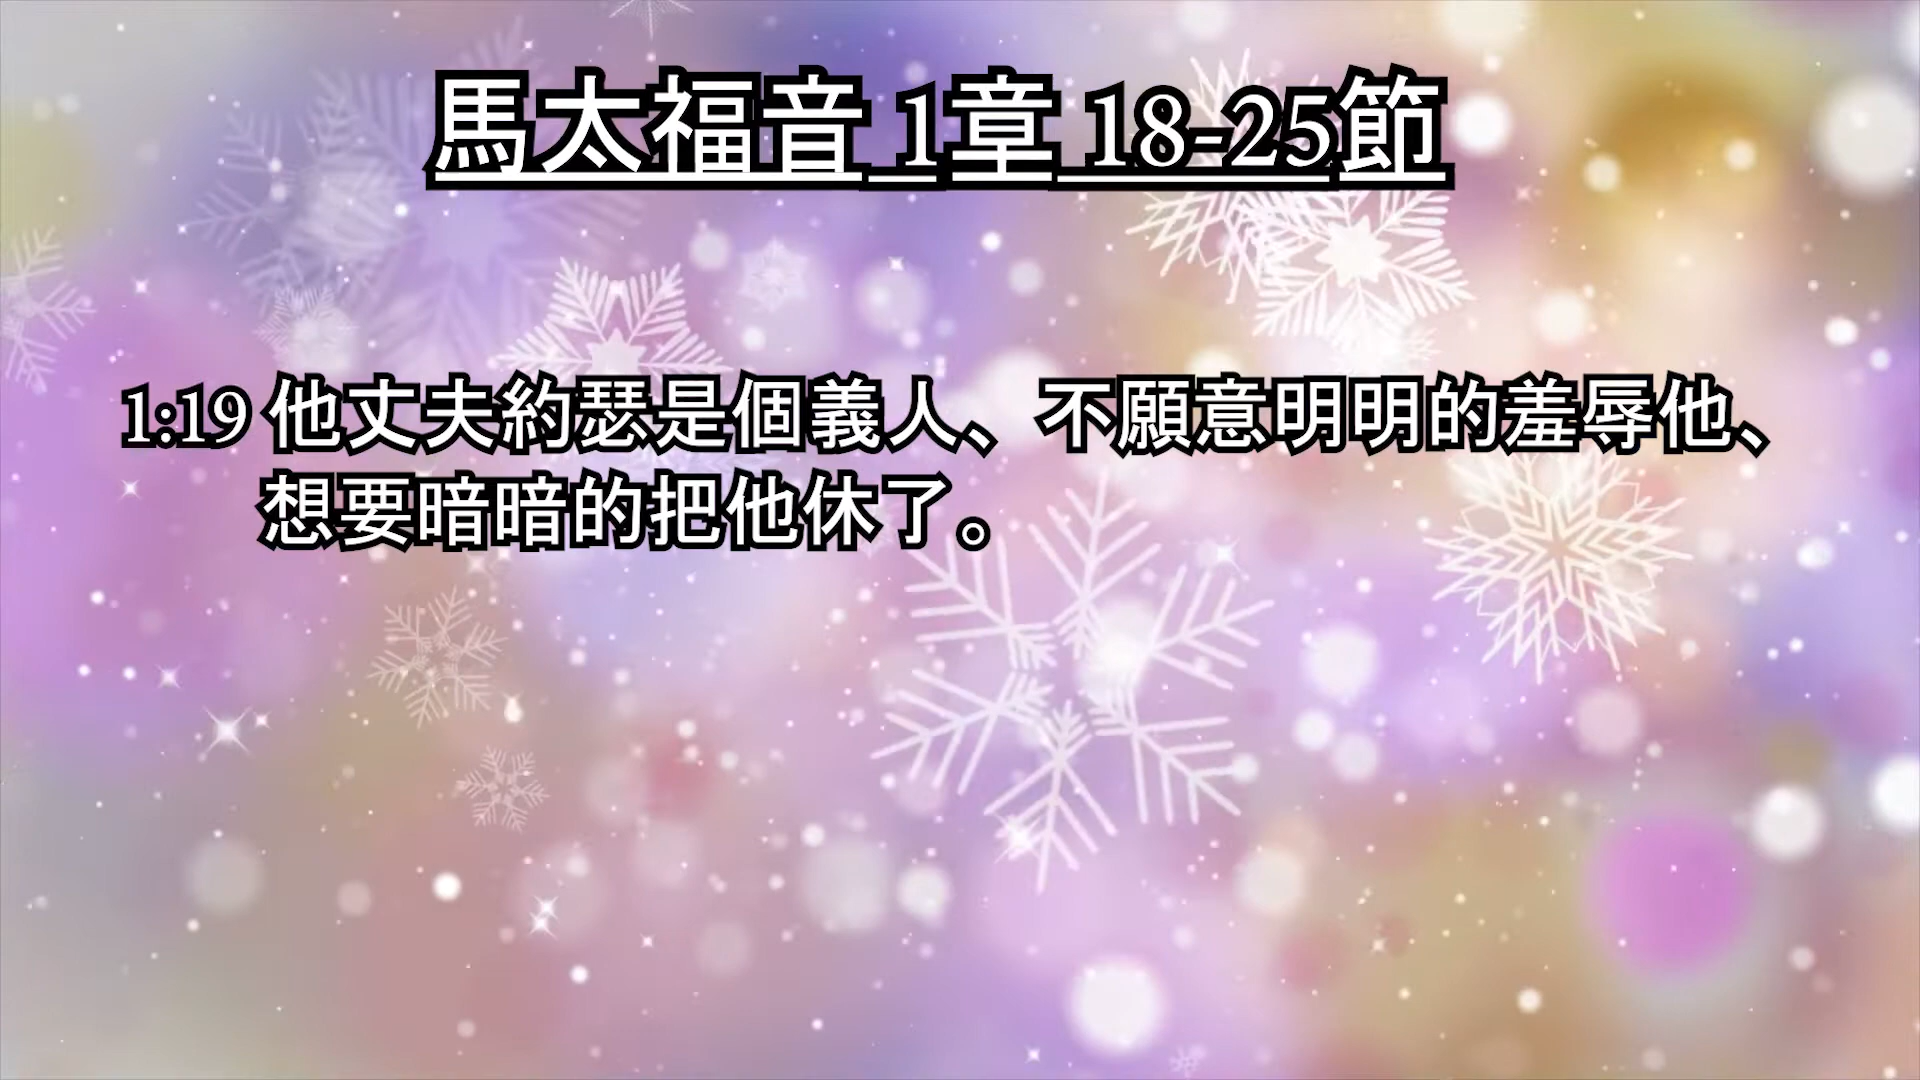 馬太福音 1章 18-25節
1:19 他丈夫約瑟是個義人、不願意明明的羞辱他、
想要暗暗的把他休了。